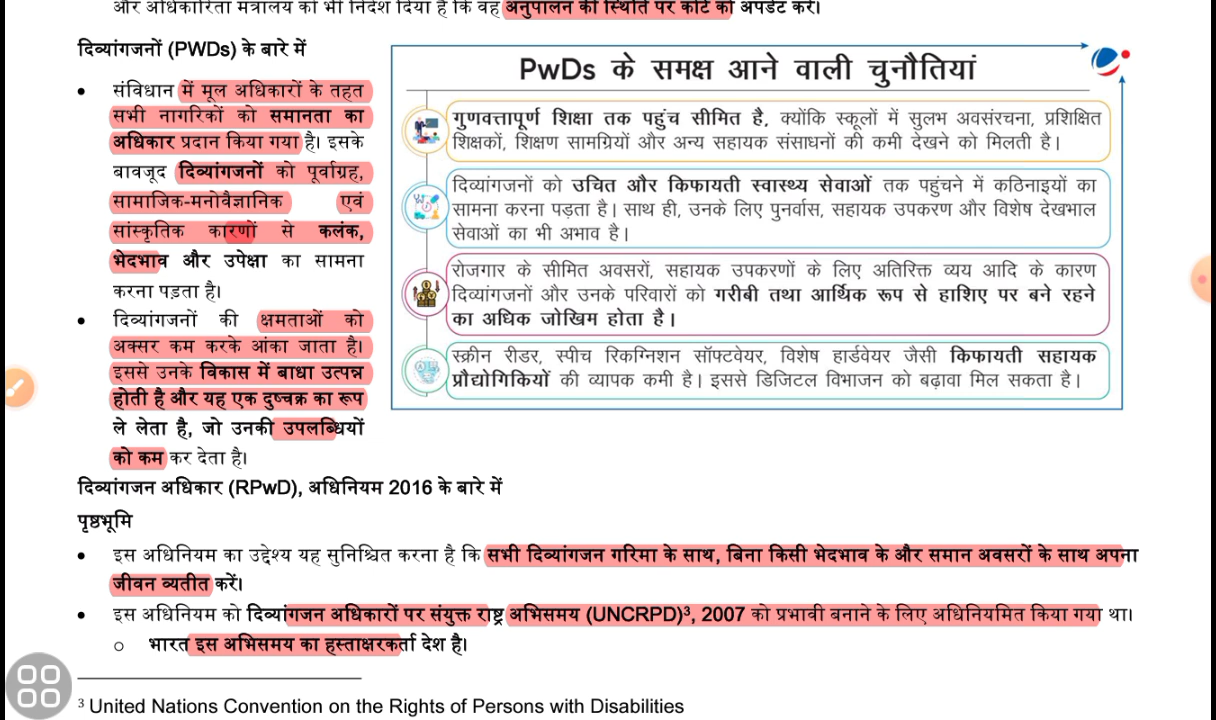 और अधिकारिता मंत्रालय को भी निर्देश दिया है कि वह अनुपालन की स्थिति पर कोर्ट को अपडेट करे।
दिव्यांगजनों (PWDs) के बारे में
• संविधान में मूल अधिकारों के तहत
सभी नागरिकों को समानता का
अधिकार प्रदान किया गया है। इसके
बावजूद दिव्यांगजनों को पूर्वाग्रह,
सामाजिक-मनोवैज्ञानिक एवं
सांस्कृतिक कारणों से कलंक,
भेदभाव और उपेक्षा का सामना
करना पड़ता है।
• दिव्यांगजनों की क्षमताओं को
अक्सर कम करके आंका जाता है।
इससे उनके विकास में बाधा उत्पन्न
होती है और यह एक दुष्चक्र का रूप
ले लेता है, जो उनकी उपलब्धियों
को कम कर देता है।
PwDs के समक्ष आने वाली चुनौतियां
गुणवत्तापूर्ण शिक्षा तक पहुंच सीमित है, क्योंकि स्कूलों में सुलभ अवसंरचना, प्रशिक्षित
शिक्षकों, शिक्षण सामग्रियों और अन्य सहायक संसाधनों की कमी देखने को मिलती है।
दिव्यांगजनों को उचित और किफायती स्वास्थ्य सेवाओं तक पहुंचने में कठिनाइयों का
सामना करना पड़ता है। साथ ही, उनके लिए पुनर्वास, सहायक उपकरण और विशेष देखभाल
सेवाओं का भी अभाव है।
रोजगार के सीमित अवसरों, सहायक उपकरणों के लिए अतिरिक्त व्यय आदि के कारण
दिव्यांगजनों और उनके परिवारों को गरीबी तथा आर्थिक रूप से हाशिए पर बने रहने
का अधिक जोखिम होता है।
स्क्रीन रीडर, स्पीच रिकग्निशन सॉफ्टवेयर, विशेष हार्डवेयर जैसी किफायती सहायक
प्रौद्योगिकियों की व्यापक कमी है। इससे डिजिटल विभाजन को बढ़ावा मिल सकता है।
दिव्यांगजन अधिकार (RPwD), अधिनियम 2016 के बारे में
पृष्ठभूमि
• इस अधिनियम का उद्देश्य यह सुनिश्चित करना है कि सभी दिव्यांगजन गरिमा के साथ, बिना किसी भेदभाव के और समान अवसरों के साथ अपना
जीवन व्यतीत करें।
• इस अधिनियम को दिव्यांगजन अधिकारों पर संयुक्त राष्ट्र अभिसमय (UNCRPD)³, 2007 को प्रभावी बनाने के लिए अधिनियमित किया गया था।
○ भारत इस अभिसमय का हस्ताक्षरकर्ता देश है।
³ United Nations Convention on the Rights of Persons with Disabilities